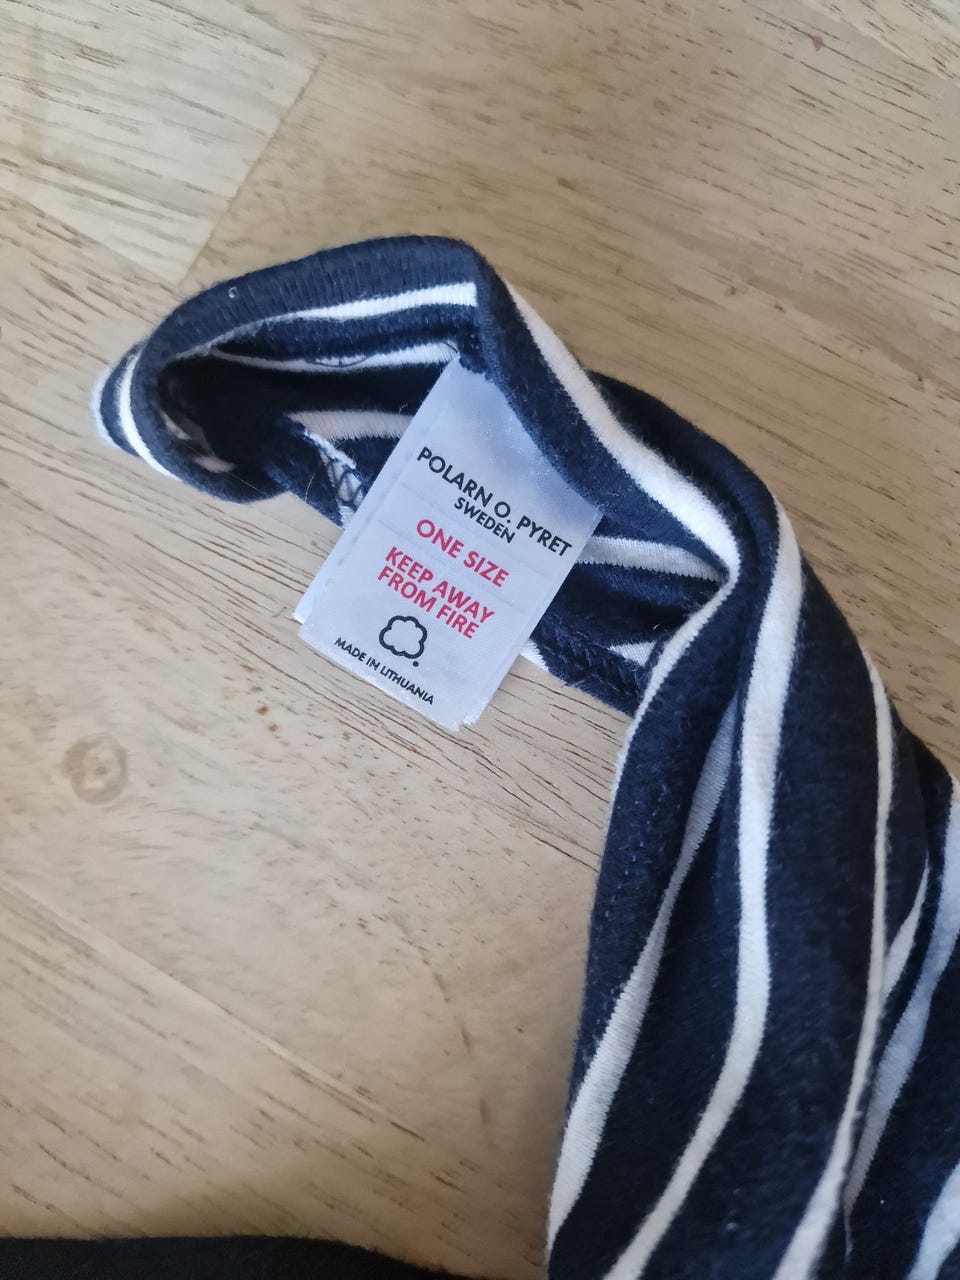 POLARN O. PYRET
SWEDEN
ONE SIZE
KEEP AWAY
FROM FIRE
MADE IN LITHUANIA